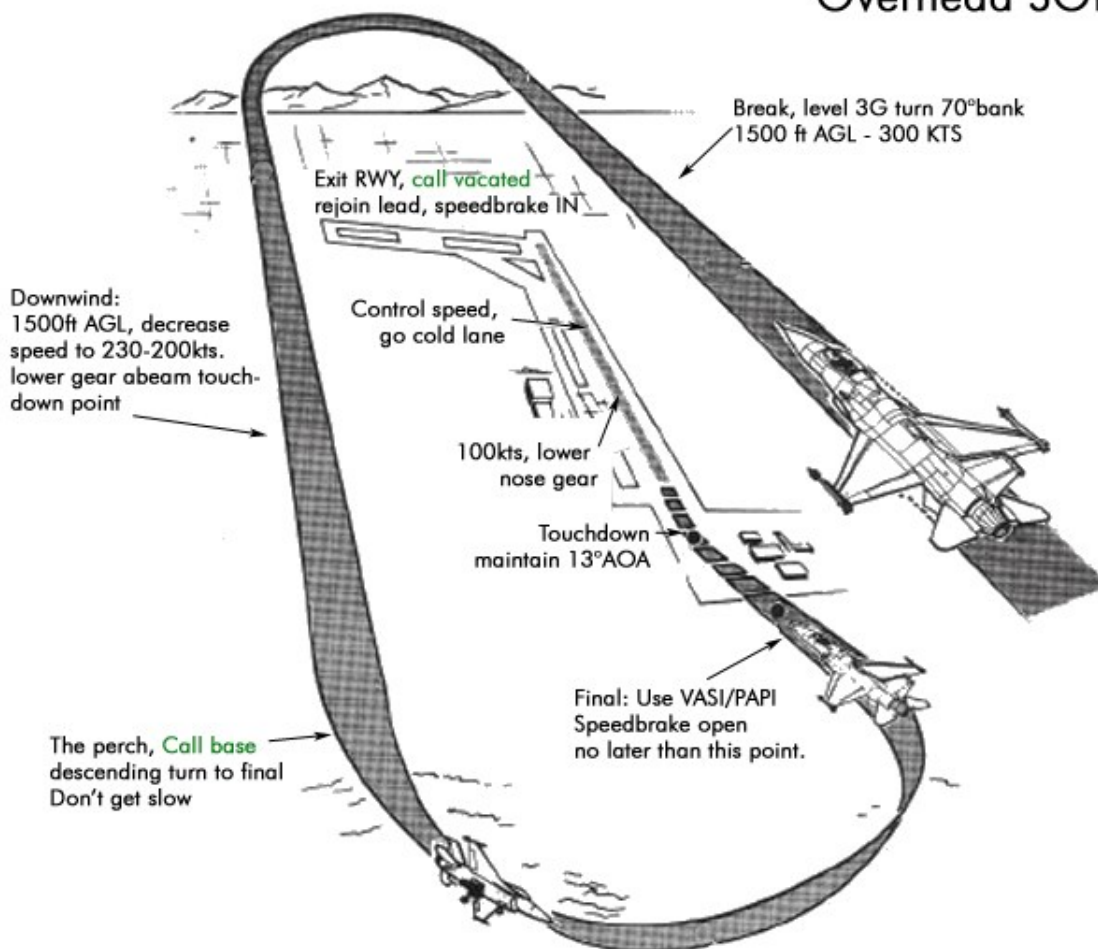 Overhead SO
Break, level 3G turn 70°bank
1500 ft AGL - 300 KTS
Exit RWY, call vacated
rejoin lead, speedbrake IN
Downwind:
1500ft AGL, decrease
speed to 230-200kts.
lower gear abeam touch-
down point
Control speed,
go cold lane
100kts, lower
nose gear
Touchdown
maintain 13°AOA
Final: Use VASI/PAPI
Speedbrake open
no later than this point.
The perch, Call base
descending turn to final
Don't get slow